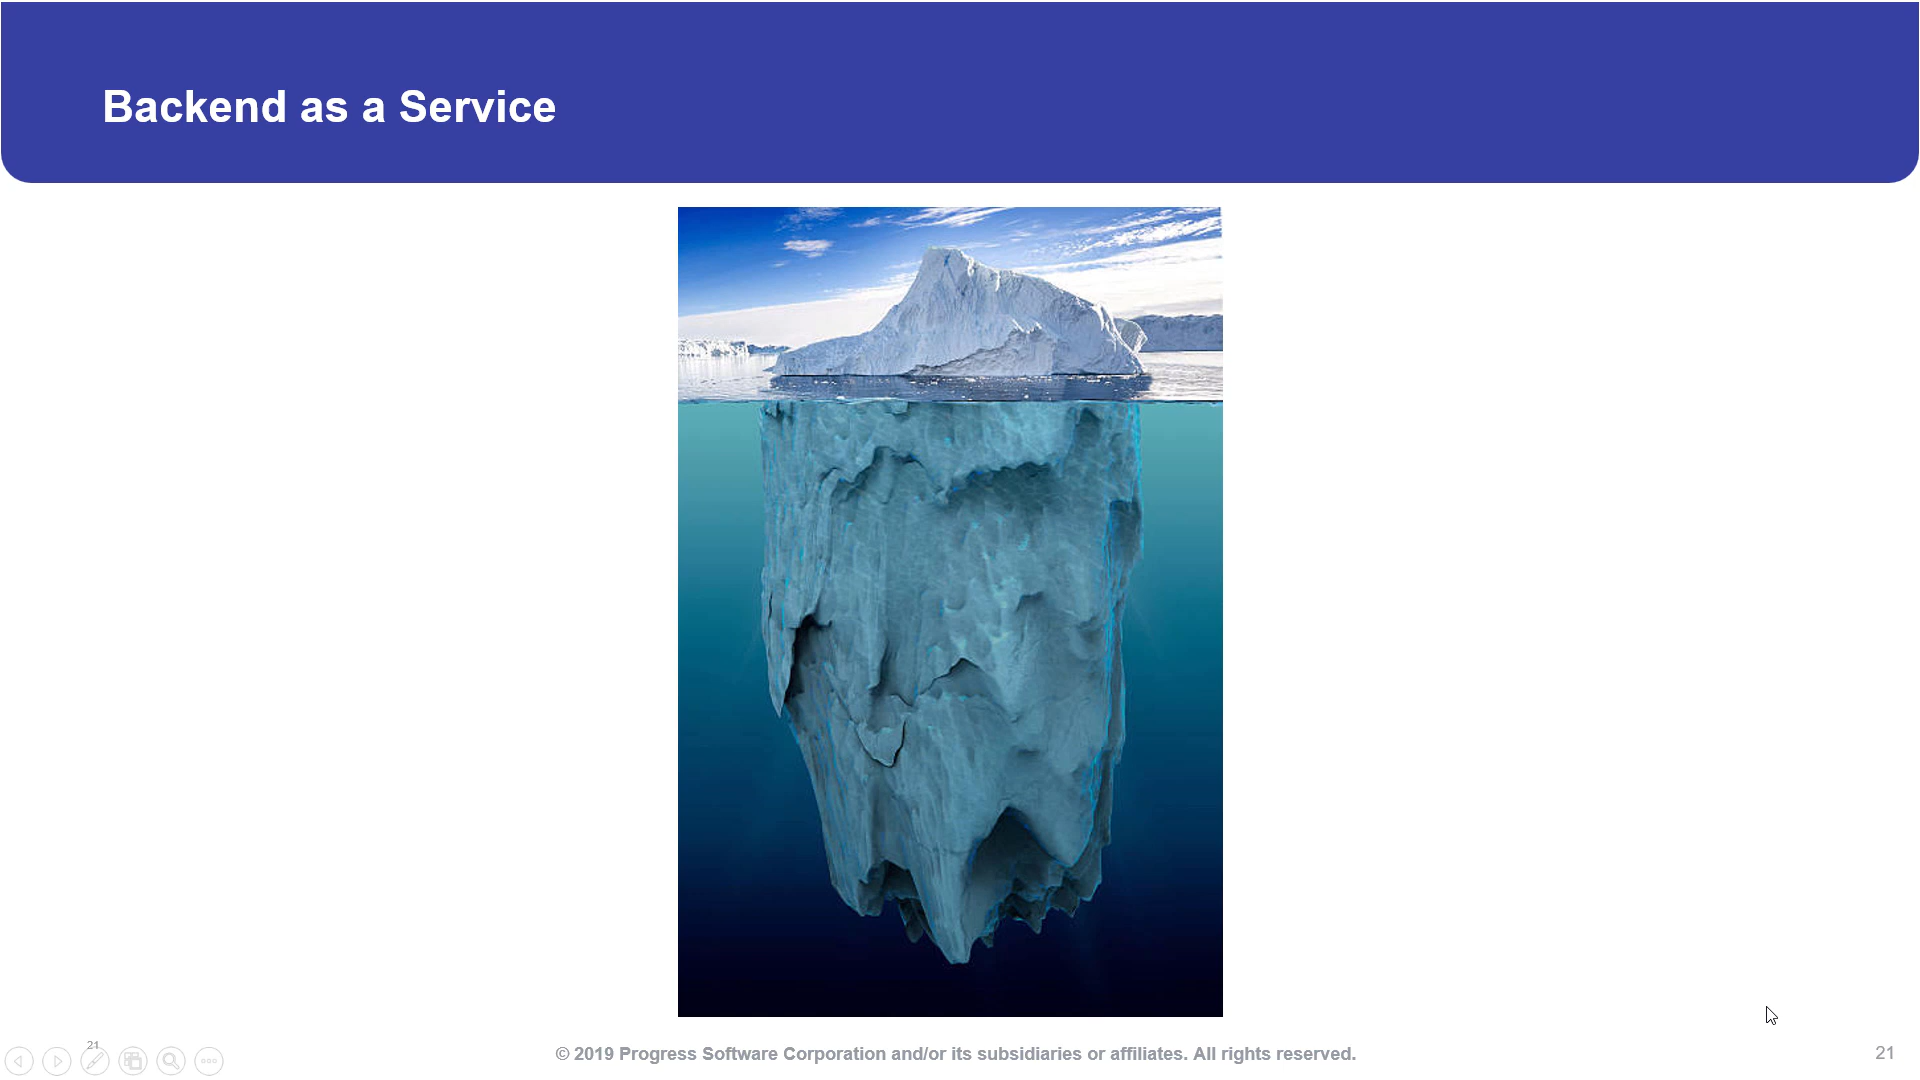 Backend as a Service
21
© 2019 Progress Software Corporation and/or its subsidiaries or affiliates. All rights reserved.
21